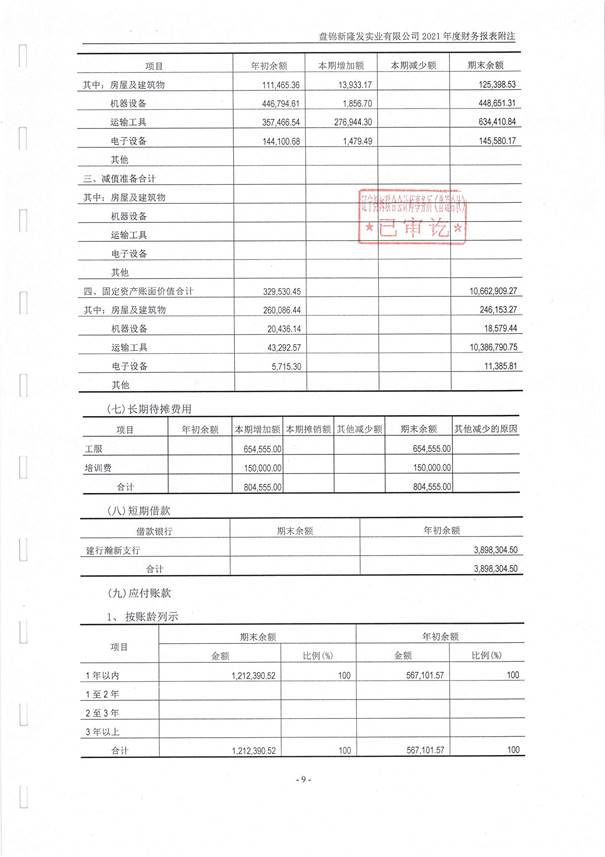 盘锦新隆发实业有限公司 2021 年度财务报表附注
项目 年初余额 本期增加额 本期减少额 期末余额
其中：房屋及建筑物 111,465.36 13,933.17 125,398.53
机器设备 446,794.61 1,856.70 448,651.31
运输工具 357,466.54 276,944.30 634,410.84
电子设备 144,100.68 1,479.49 145,580.17
其他
三、减值准备合计
其中：房屋及建筑物
机器设备
运输工具
电子设备
其他
已审讫
四、固定资产账面价值合计 329,530.45 10,662,909.27
其中：房屋及建筑物 260,086.44 246,153.27
机器设备 20,436.14 18,579.44
运输工具 43,292.57 10,386,790.75
电子设备 5,715.30 11,385.81
其他
(七)长期待摊费用
项目 年初余额 本期增加额 本期摊销额 其他减少额 期末余额 其他减少的原因
工服 654,555.00 654,555.00
培训费 150,000.00 150,000.00
合计 804,555.00 804,555.00
(八)短期借款
借款银行 期末余额 年初余额
建行瀚新支行 3,898,304.50
合计 3,898,304.50
(九)应付账款
1、按账龄列示
项目 期末余额 年初余额
金额 比例(%) 金额 比例(%)
1 年以内 1,212,390.52 100 567,101.57 100
1 至 2 年
2 至 3 年
3 年以上
合计 1,212,390.52 100 567,101.57 100
- 9 -